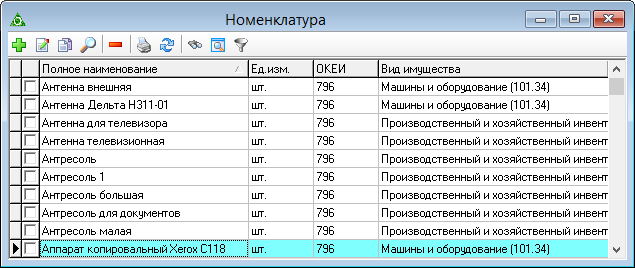 Номенклатура
Полное наименование Ед.изм. ОКЕИ Вид имущества
Антенна внешняя шт. 796 Машины и оборудование (101.34)
Антенна Дельта Н311-01 шт. 796 Машины и оборудование (101.34)
Антенна для телевизора шт. 796 Производственный и хозяйственный инвент
Антенна телевизионная шт. 796 Производственный и хозяйственный инвент
Антресоль шт. 796 Производственный и хозяйственный инвент
Антресоль 1 шт. 796 Производственный и хозяйственный инвент
Антресоль большая шт. 796 Производственный и хозяйственный инвент
Антресоль для документов шт. 796 Производственный и хозяйственный инвент
Антресоль малая шт. 796 Производственный и хозяйственный инвент
Аппарат копировальный Xerox C118 шт. 796 Машины и оборудование (101.34)